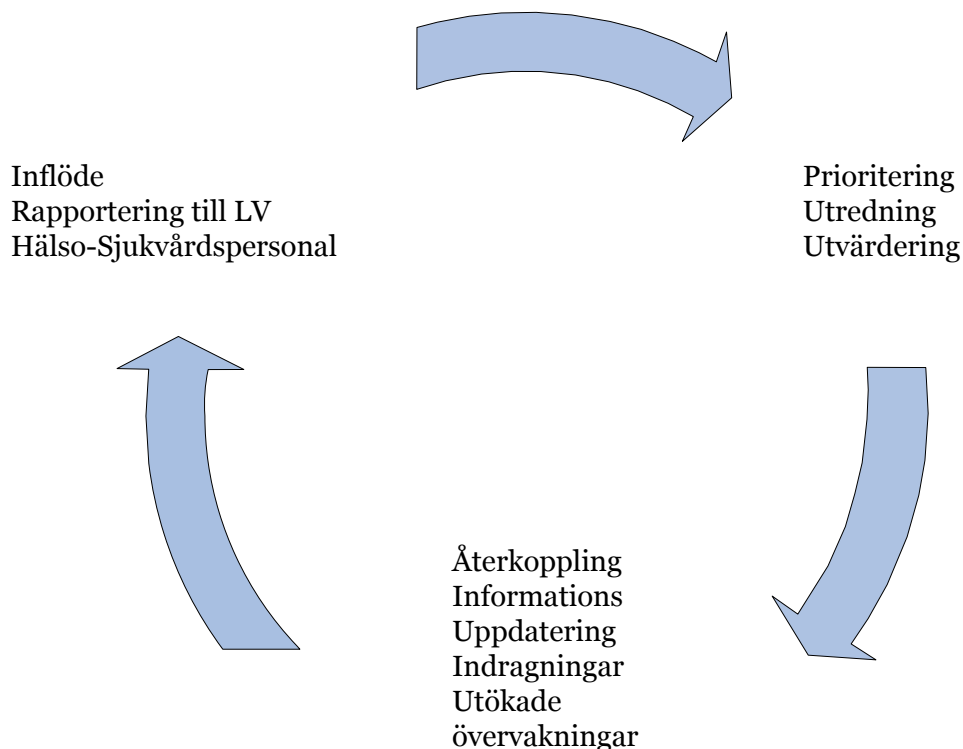 Inflöde
Rapportering till LV
Hälso-Sjukvårdspersonal
Prioritering
Utredning
Utvärdering
Återkoppling
Informations
Uppdatering
Indragningar
Utökade
övervakningar